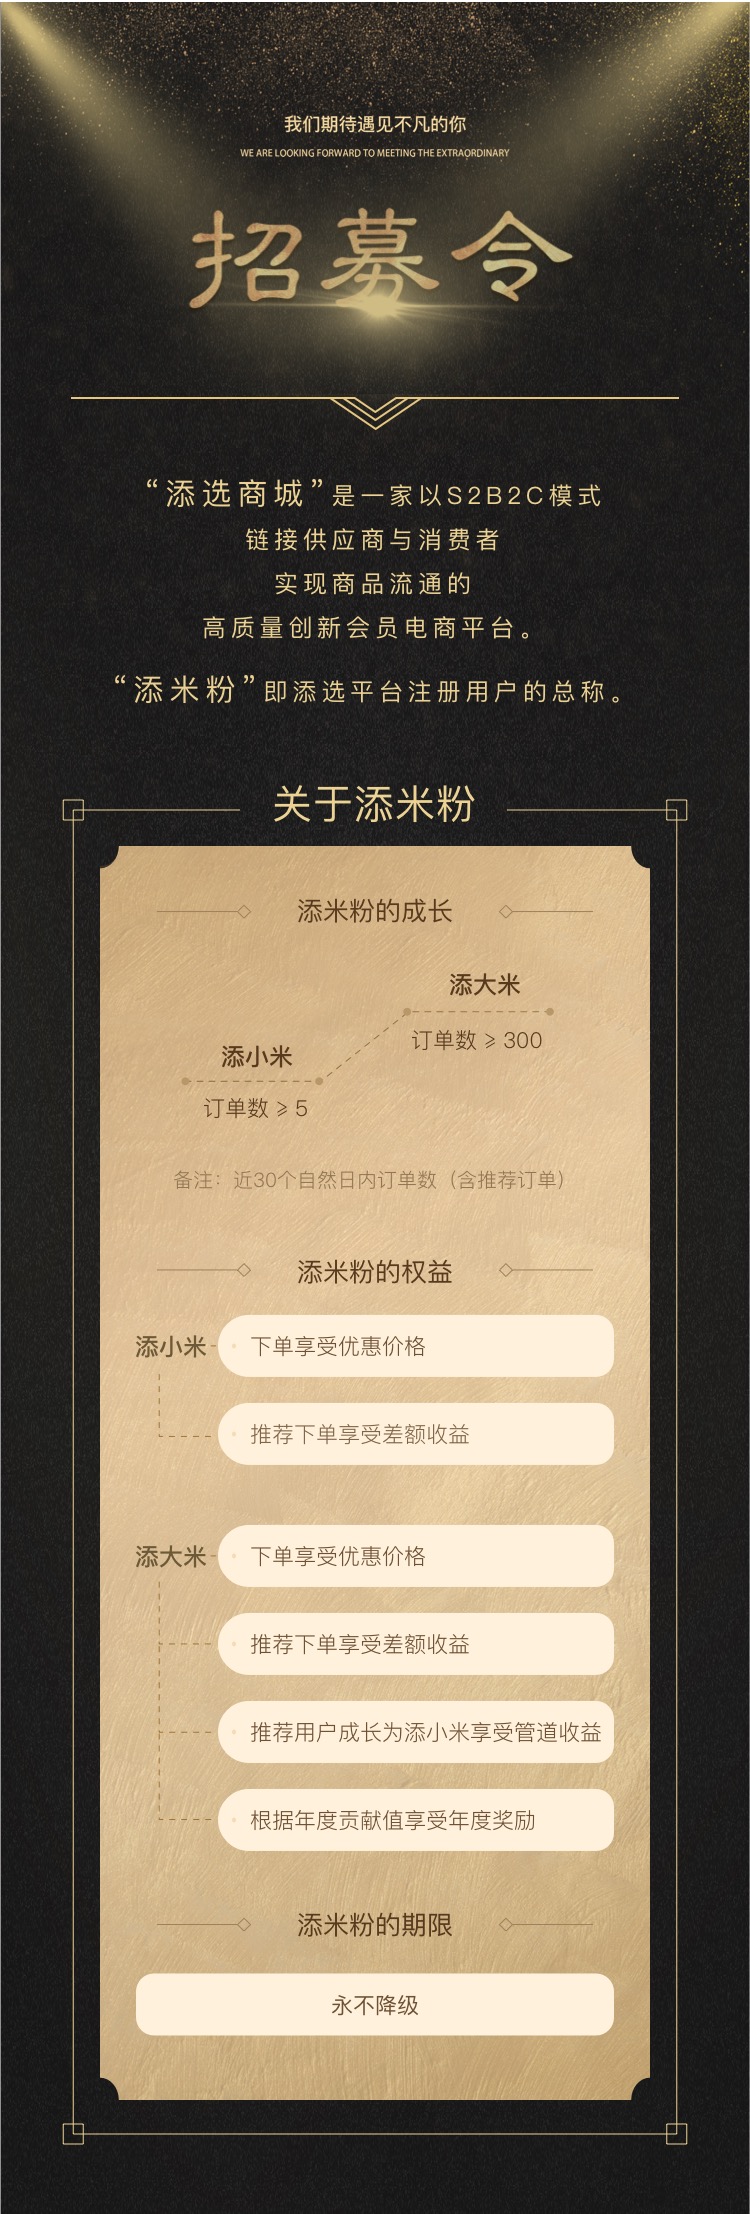 我们期待遇见不凡的你
WE ARE LOOKING FORWARD TO MEETING THE EXTRAORDINARY
招募令
“添选商城”是一家以S2B2C模式
链接供应商与消费者
实现商品流通的
高质量创新会员电商平台。
“添米粉”即添选平台注册用户的总称。
关于添米粉
添米粉的成长
添大米
订单数 ⩾ 300
添小米
订单数 ⩾ 5
备注：近30个自然日内订单数（含推荐订单）
添米粉的权益
添小米 下单享受优惠价格
推荐下单享受差额收益
添大米 下单享受优惠价格
推荐下单享受差额收益
推荐用户成长为添小米享受管道收益
根据年度贡献值享受年度奖励
添米粉的期限
永不降级